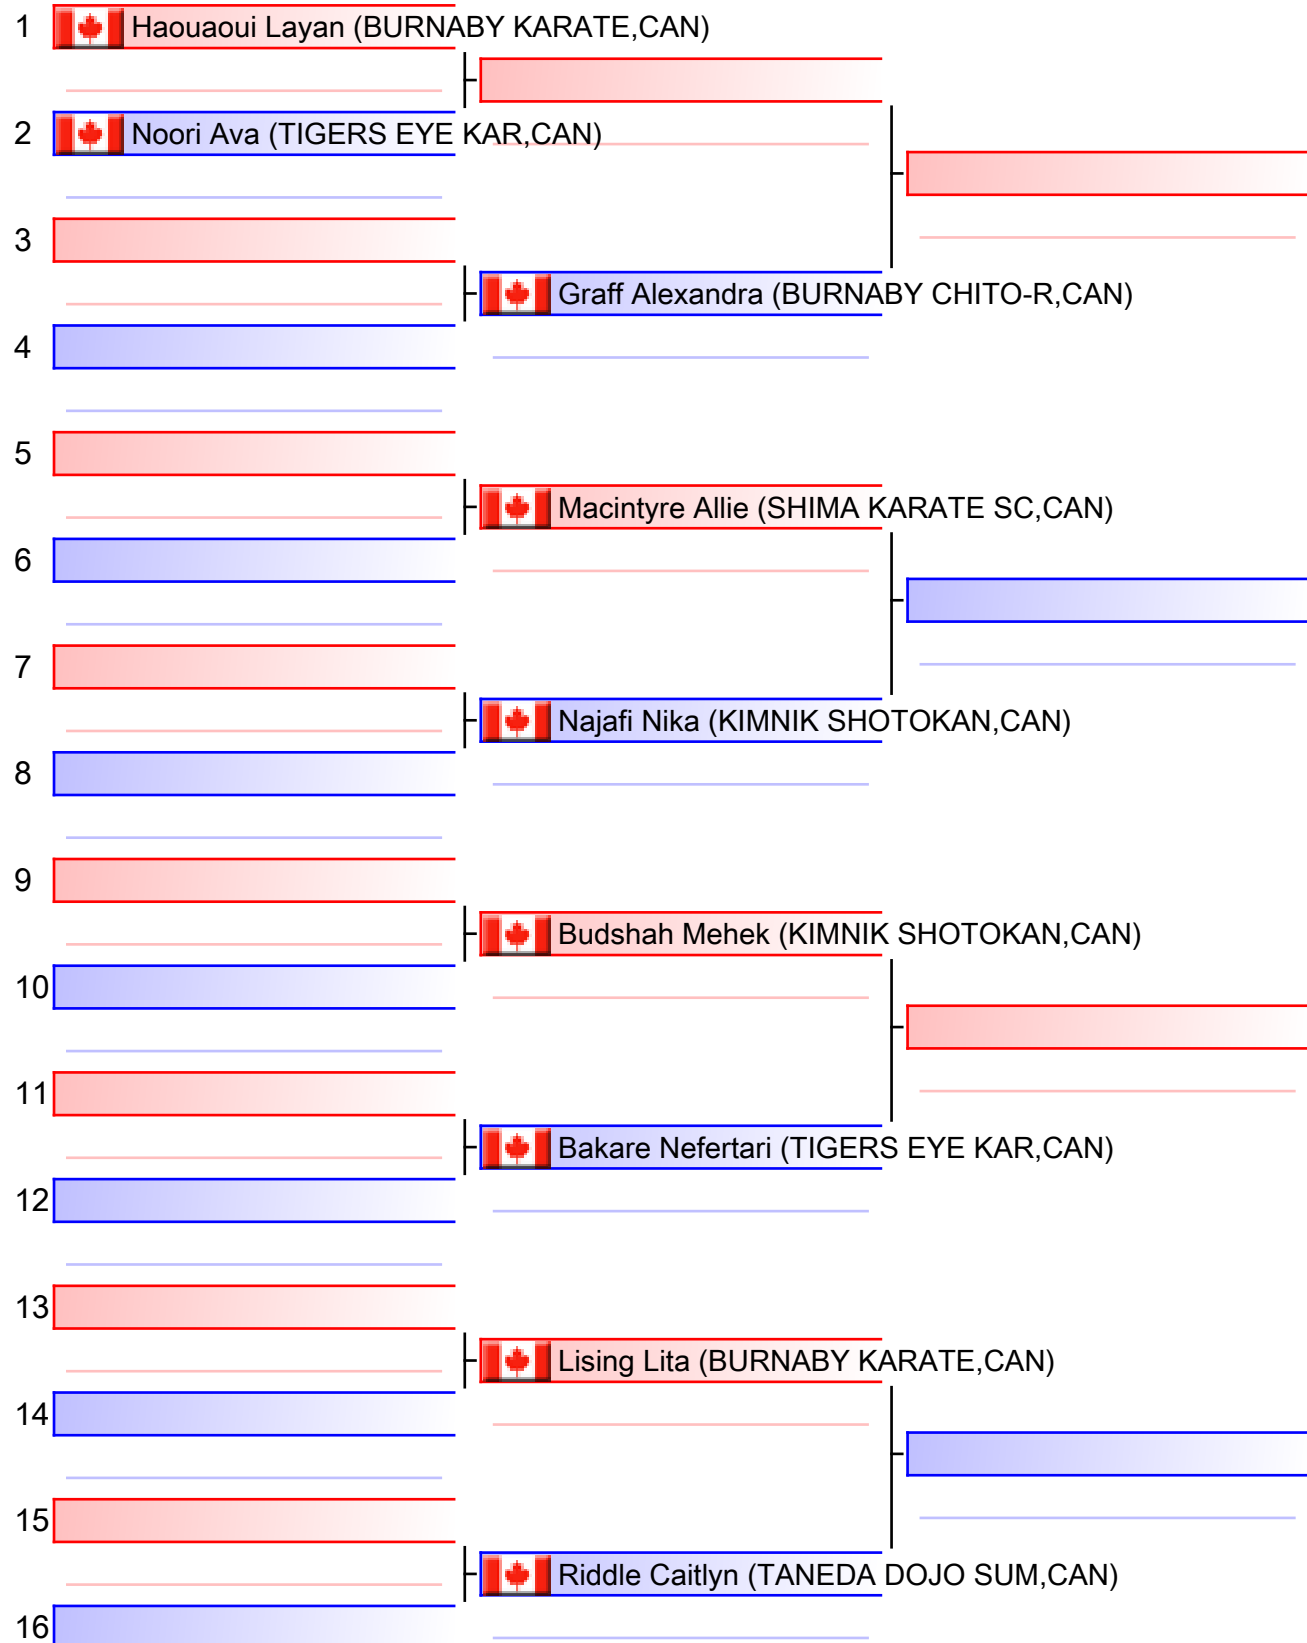 1 Haouaoui Layan (BURNABY KARATE,CAN)
2 Noori Ava (TIGERS EYE KAR,CAN)
3
Graff Alexandra (BURNABY CHITO-R,CAN)
4
5
Macintyre Allie (SHIMA KARATE SC,CAN)
6
7
Najafi Nika (KIMNIK SHOTOKAN,CAN)
8
9
Budshah Mehek (KIMNIK SHOTOKAN,CAN)
10
11
Bakare Nefertari (TIGERS EYE KAR,CAN)
12
13
Lising Lita (BURNABY KARATE,CAN)
14
15
Riddle Caitlyn (TANEDA DOJO SUM,CAN)
16